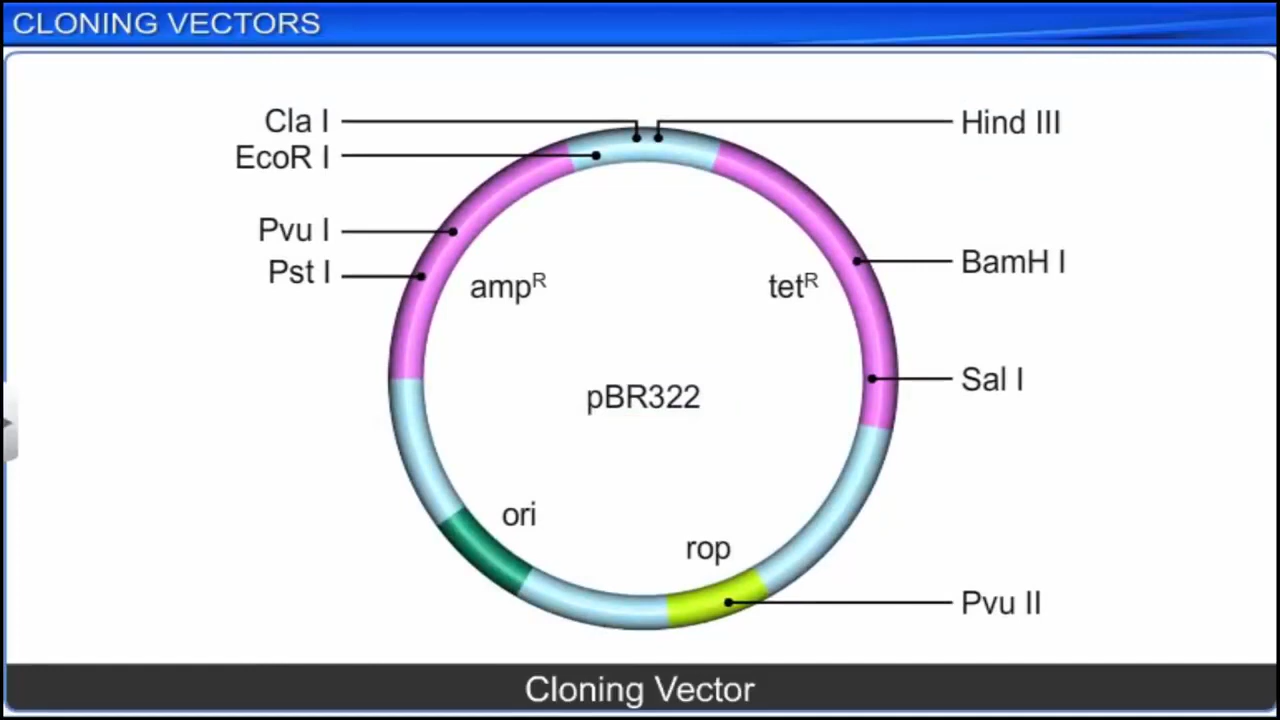 CLONING VECTORS
Cla I
Hind III
EcoR I
Pvu I
BamH I
Pst I
ampᴿ
tetᴿ
Sal I
pBR322
ori
rop
Pvu II
Cloning Vector